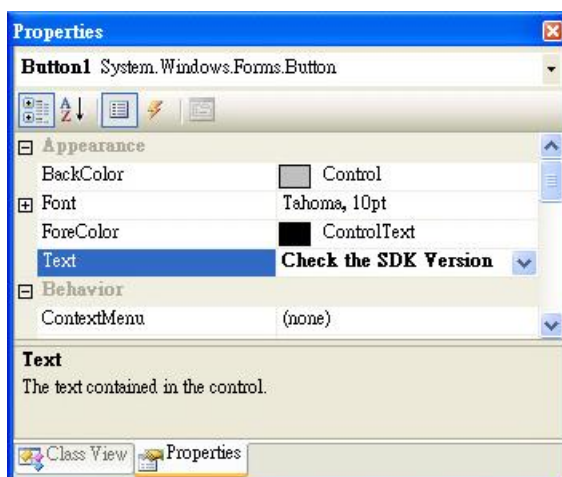 Properties
Button1 System.Windows.Forms.Button
Appearance
BackColor Control
Font Tahoma, 10pt
ForeColor ControlText
Text Check the SDK Version
Behavior
ContextMenu (none)
Text
The text contained in the control.
Class View Properties